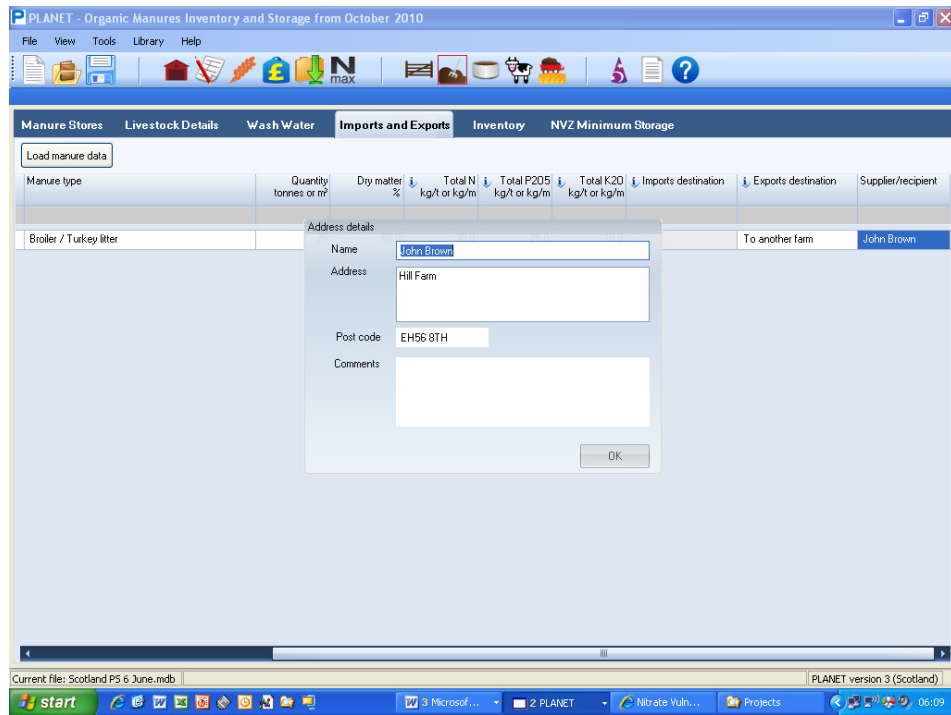 PLANET - Organic Manures Inventory and Storage from October 2010
File View Tools Library Help
N max
Manure Stores Livestock Details Wash Water Imports and Exports Inventory NVZ Minimum Storage
Load manure data
Manure type Quantity Dry matter Total N Total P205 Total K20 Imports destination Exports destination Supplier/recipient
tonnes or m³ % kg/t or kg/m kg/t or kg/m kg/t or kg/m
Address details
Broiler / Turkey litter To another farm John Brown
Name John Brown
Address Hill Farm
Post code EH56 8TH
Comments
OK
Current file: Scotland PS 6 June.mdb PLANET version 3 (Scotland)
start 3 Microsof... 2 PLANET Nitrate Vuln... Projects 06:09